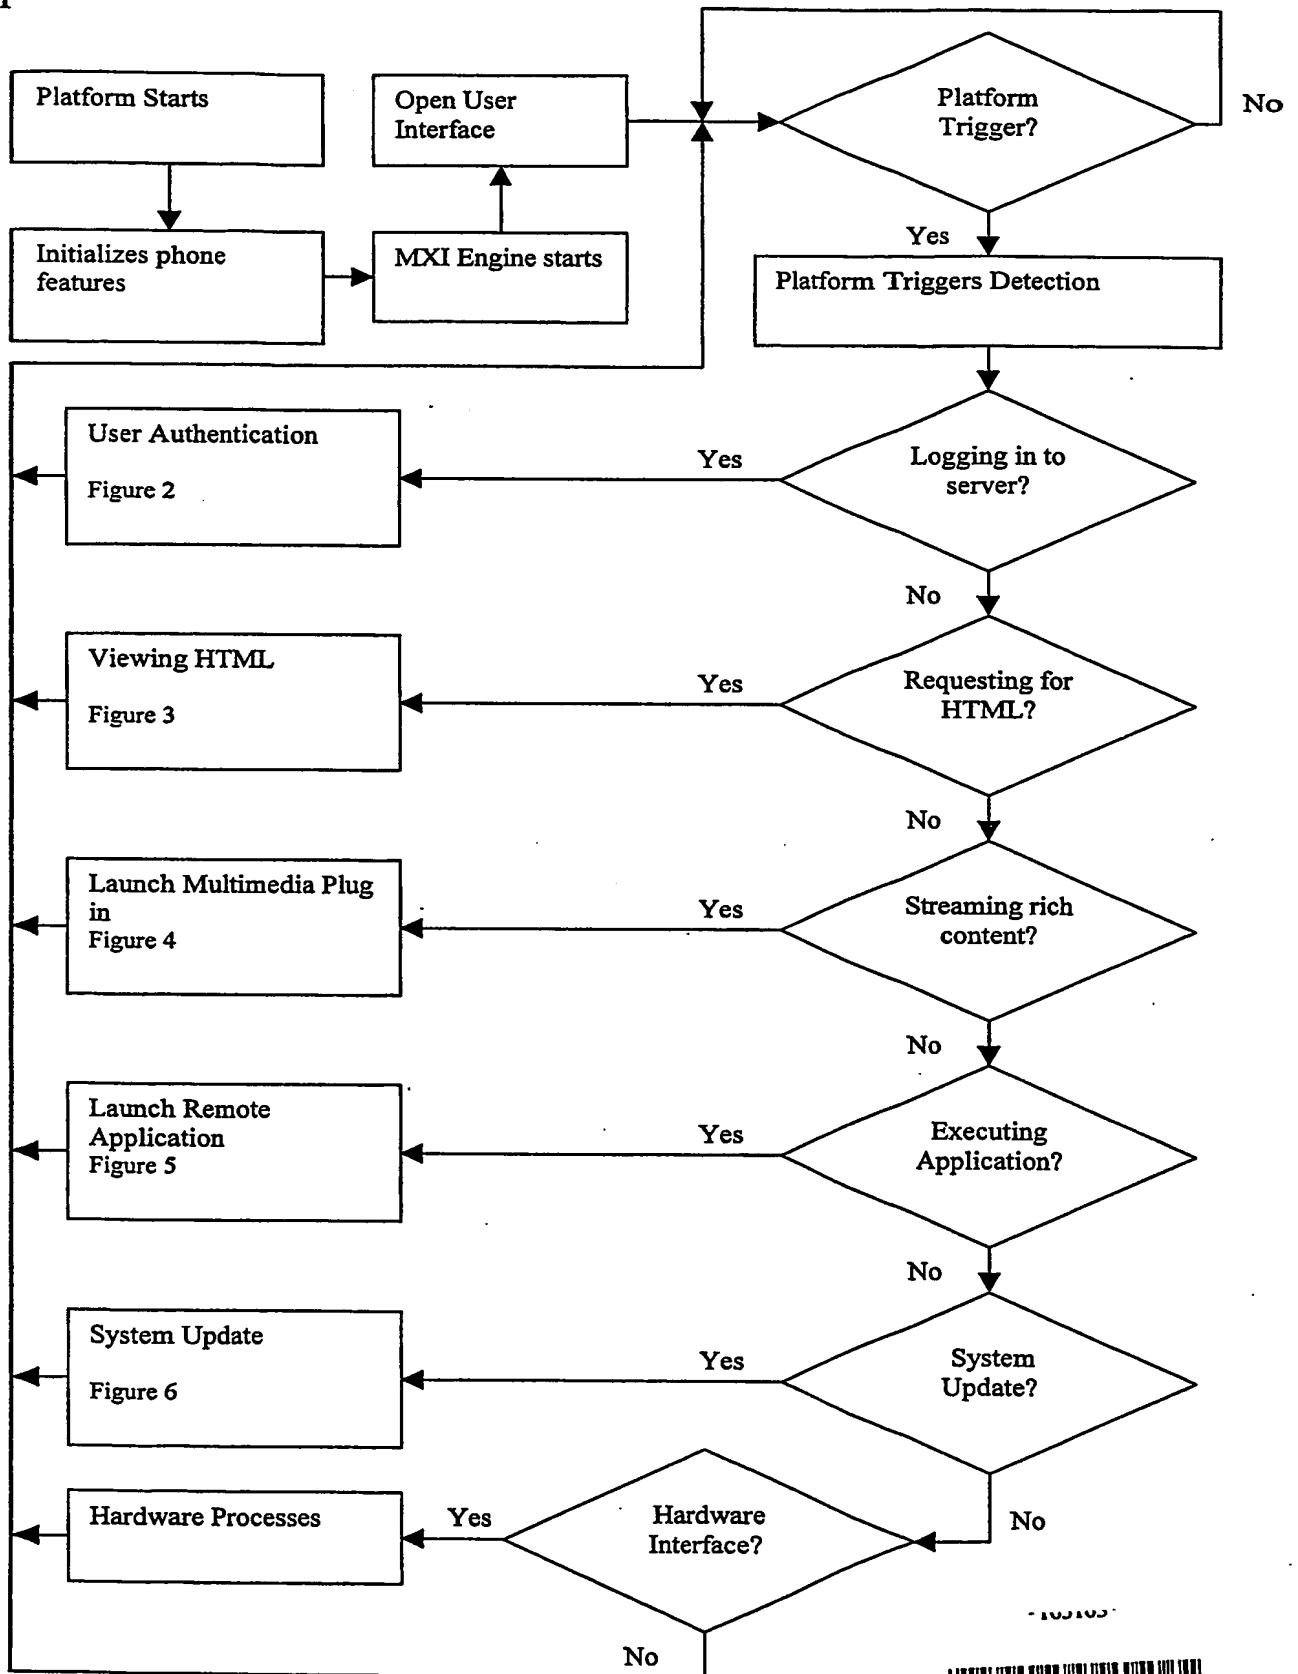 Platform Starts
Open User
Interface
Platform
Trigger?
No
Initializes phone
features
MXI Engine starts
Yes
Platform Triggers Detection
User Authentication
Figure 2
Yes
Logging in to
server?
No
Viewing HTML
Figure 3
Yes
Requesting for
HTML?
No
Launch Multimedia Plug
in
Figure 4
Yes
Streaming rich
content?
No
Launch Remote
Application
Figure 5
Yes
Executing
Application?
No
System Update
Figure 6
Yes
System
Update?
No
Hardware Processes
Yes
Hardware
Interface?
No